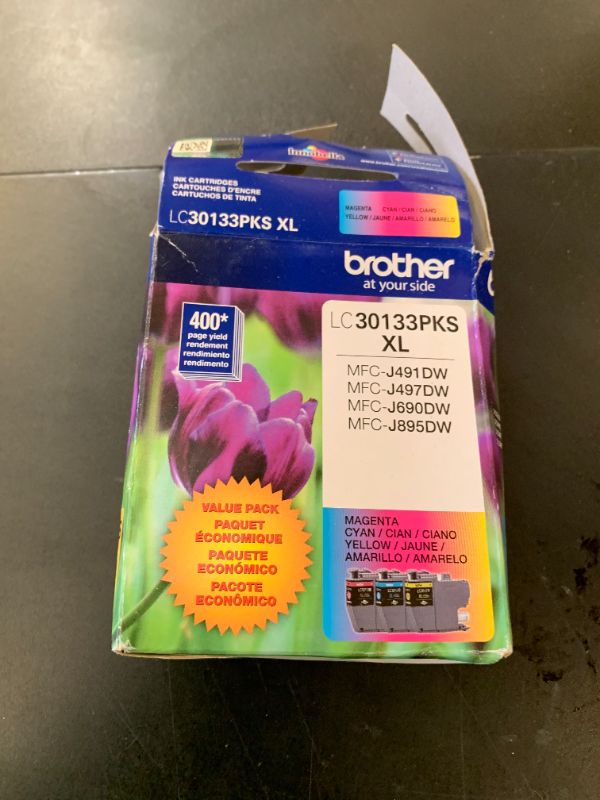 Innobella
INK CARTRIDGES
CARTOUCHES D'ENCRE
CARTUCHOS DE TINTA
LC30133PKS XL
MAGENTA CYAN / CIAN / CIANO
YELLOW / JAUNE / AMARILLO / AMARELO
brother
at your side
400*
page yield
rendement
rendimiento
rendimento
LC30133PKS
XL
MFC-J491DW
MFC-J497DW
MFC-J690DW
MFC-J895DW
VALUE PACK
PAQUET
ÉCONOMIQUE
PAQUETE
ECONÓMICO
PACOTE
ECONÔMICO
MAGENTA
CYAN / CIAN / CIANO
YELLOW / JAUNE /
AMARILLO / AMARELO